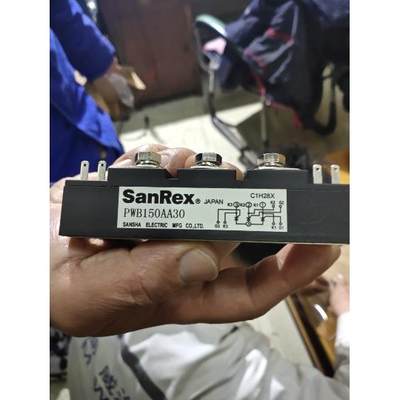 SanRex® JAPAN
C1H28X
PWB150AA30
SANSHA ELECTRIC MFG CO.,LTD.